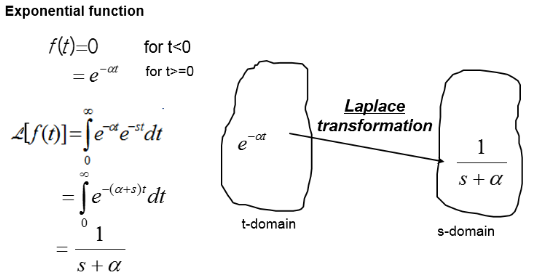 Exponential function
f(t)=0 for t<0
= e^{-αt} for t>=0
ℒ[f(t)]=∫_0^∞ e^{-αt}e^{-st}dt
= ∫_0^∞ e^{-(α+s)t}dt
= 1/(s+α)
e^{-αt}
t-domain
Laplace
transformation
1/(s+α)
s-domain